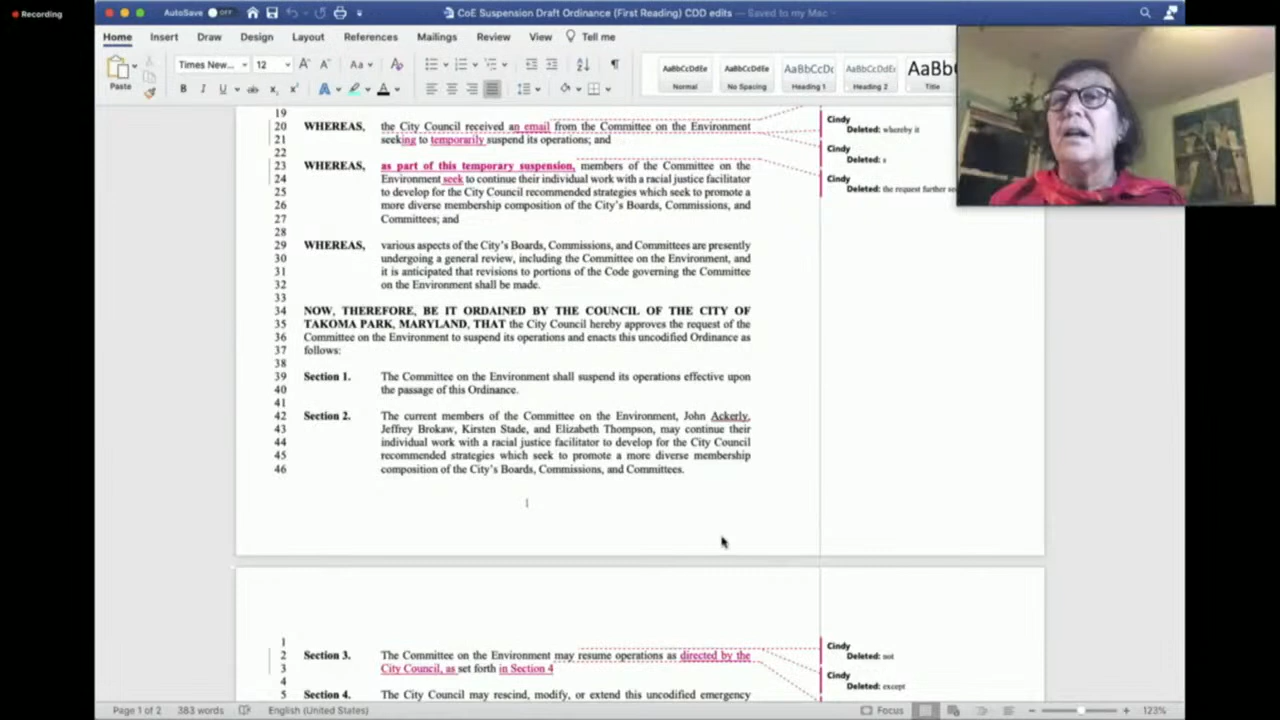 Recording
AutoSave OFF
CoE Suspension Draft Ordinance (First Reading) CDD edits — Saved to my Mac
Home Insert Draw Design Layout References Mailings Review View Tell me
Paste
Times New... 12
AaBbCcDdEe AaBbCcDdEe AaBbCcDc AaBbCcDdEe AaBb
Normal No Spacing Heading 1 Heading 2 Title
19
20 WHEREAS, the City Council received an email from the Committee on the Environment
21 seeking to temporarily suspend its operations; and
22
23 WHEREAS, as part of this temporary suspension, members of the Committee on the
24 Environment seek to continue their individual work with a racial justice facilitator
25 to develop for the City Council recommended strategies which seek to promote a
26 more diverse membership composition of the City's Boards, Commissions, and
27 Committees; and
28
29 WHEREAS, various aspects of the City's Boards, Commissions, and Committees are presently
30 undergoing a general review, including the Committee on the Environment, and
31 it is anticipated that revisions to portions of the Code governing the Committee
32 on the Environment shall be made.
33
34 NOW, THEREFORE, BE IT ORDAINED BY THE COUNCIL OF THE CITY OF
35 TAKOMA PARK, MARYLAND, THAT the City Council hereby approves the request of the
36 Committee on the Environment to suspend its operations and enacts this uncodified Ordinance as
37 follows:
38
39 Section 1. The Committee on the Environment shall suspend its operations effective upon
40 the passage of this Ordinance.
41
42 Section 2. The current members of the Committee on the Environment, John Ackerly,
43 Jeffrey Brokaw, Kirsten Stade, and Elizabeth Thompson, may continue their
44 individual work with a racial justice facilitator to develop for the City Council
45 recommended strategies which seek to promote a more diverse membership
46 composition of the City's Boards, Commissions, and Committees.
1
Cindy
Deleted: whereby it
Cindy
Deleted: s
Cindy
Deleted: the request further
1
2 Section 3. The Committee on the Environment may resume operations as directed by the
3 City Council, as set forth in Section 4
4
5 Section 4. The City Council may rescind, modify, or extend this uncodified emergency
Cindy
Deleted: not
Cindy
Deleted: except
Page 1 of 2 383 words English (United States) Focus 123%